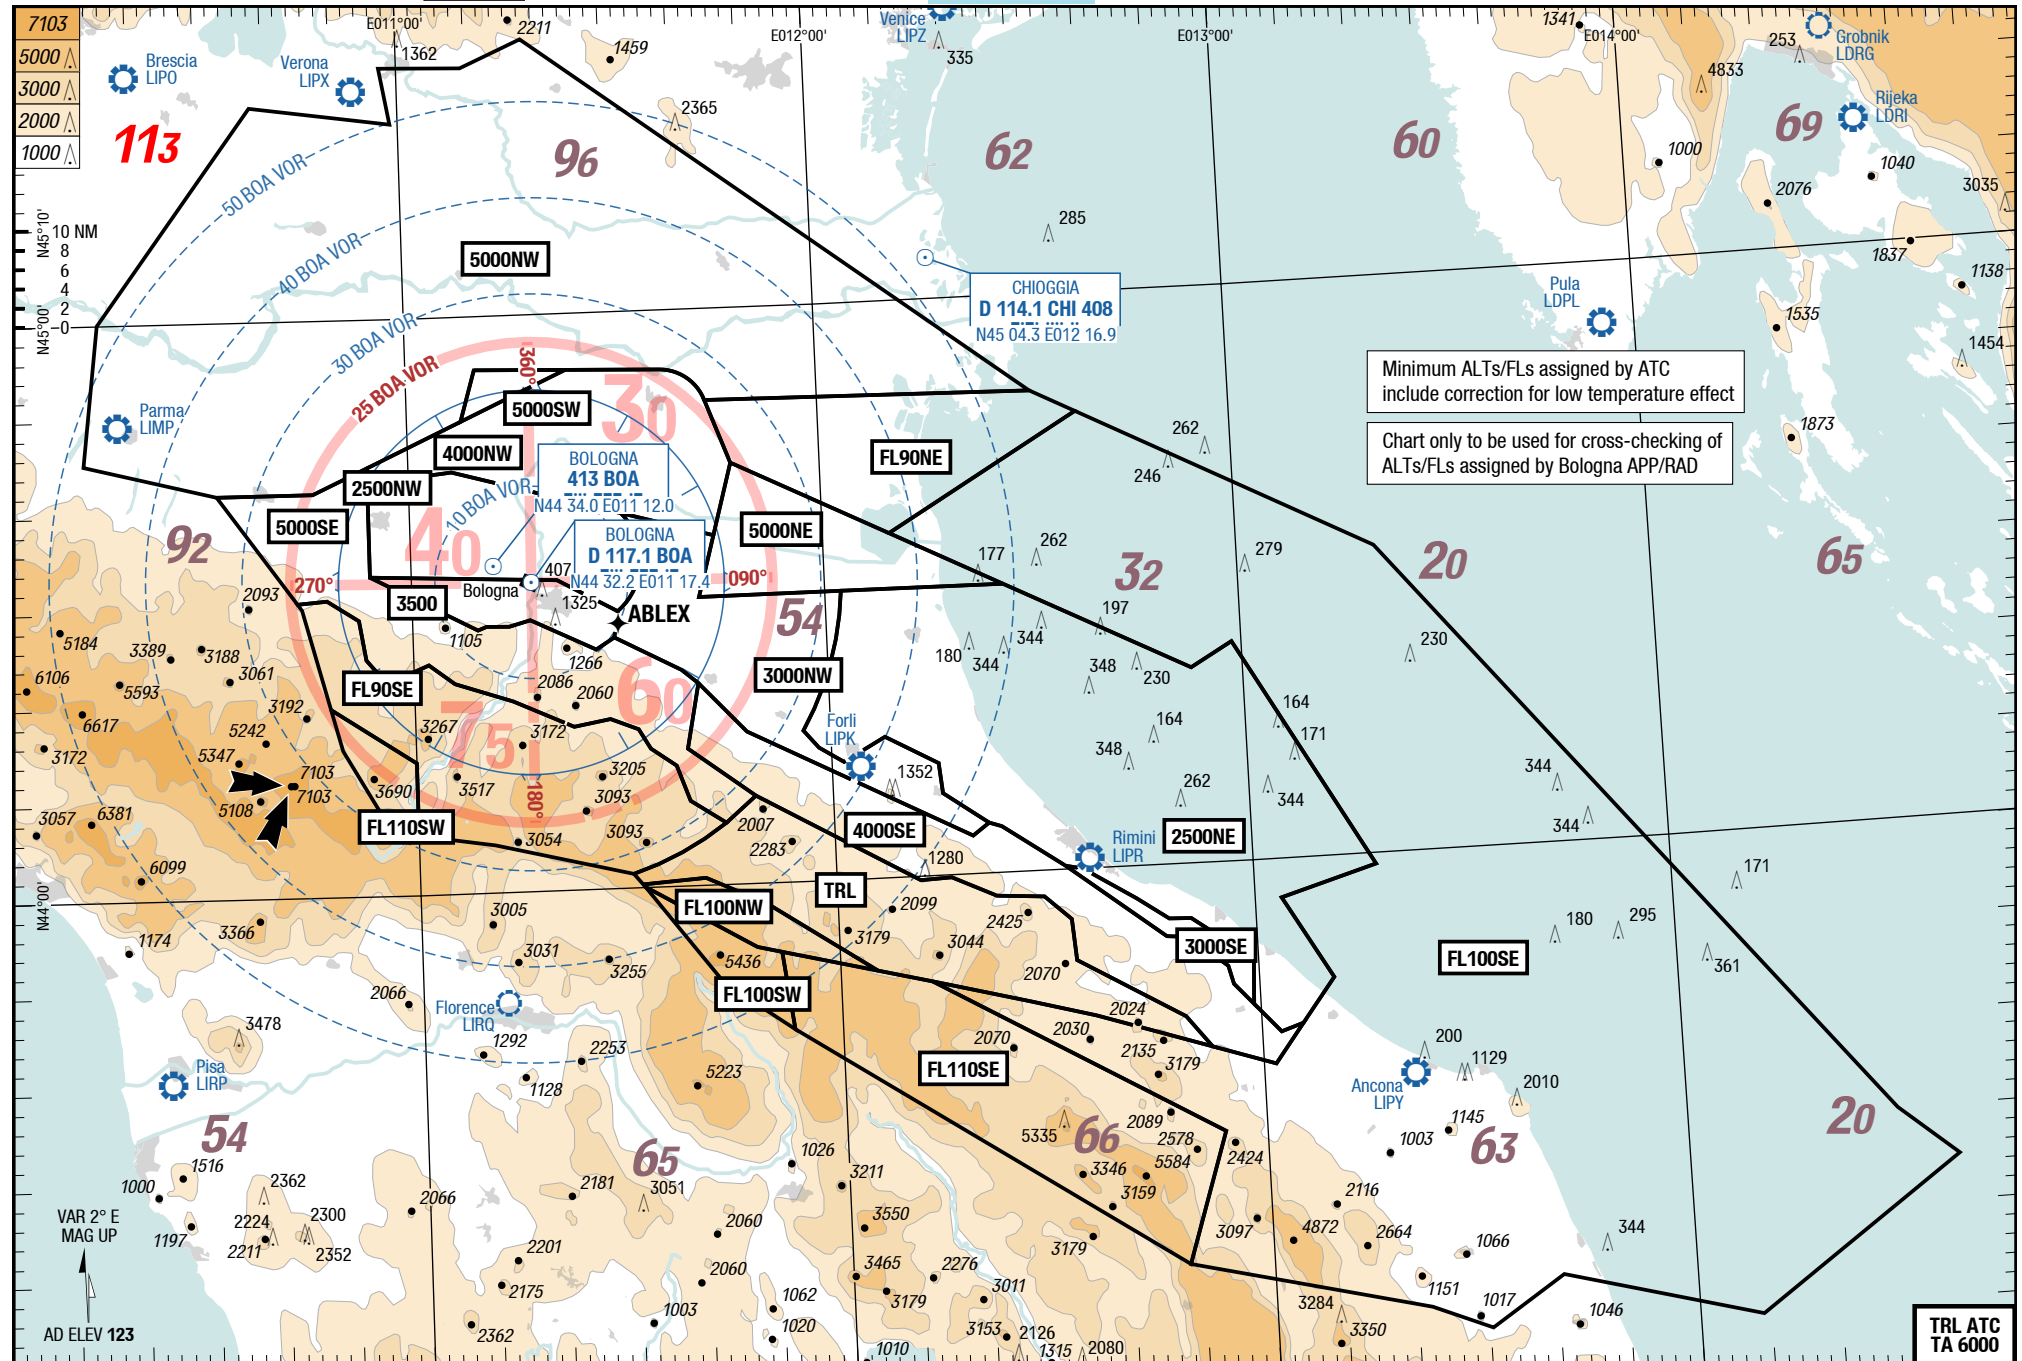 7103
5000
3000
2000
1000
113
Brescia
LIPO
Verona
LIPX
E011°00'
1362
2211
1459
2365
96
E012°00'
Venice
LIPZ
335
62
285
E013°00'
60
1341
E014°00'
4833
253
Grobnik
LDRG
Rijeka
LDRI
69
1000
1040
2076
3035
1837
1138
1535
1454
1873
Pula
LDPL
N45°10'
10 NM
8
6
4
2
0
N45°00'
50 BOA VOR
40 BOA VOR
30 BOA VOR
25 BOA VOR
10 BOA VOR
5000NW
CHIOGGIA
D 114.1 CHI 408
N45 04.3 E012 16.9
Minimum ALTs/FLs assigned by ATC
include correction for low temperature effect
Chart only to be used for cross-checking of
ALTs/FLs assigned by Bologna APP/RAD
Parma
LIMP
360°
30
5000SW
4000NW
2500NW
5000SE
40
BOLOGNA
413 BOA
N44 34.0 E011 12.0
BOLOGNA
D 117.1 BOA
N44 32.2 E011 17.4
FL90NE
5000NE
262
246
177
262
279
32
20
65
92
270°
090°
407
Bologna
1325
ABLEX
3500
1105
1266
54
3000NW
197
180
344
344
348
230
230
2093
5184
3389
3188
6106
5593
3061
6617
3192
5242
3172
5347
7103
7103
5108
3057
6381
6099
FL90SE
2086
2060
60
75
3267
3172
3205
3690
3517
3093
180°
FL110SW
3054
3093
2007
2283
Forli
LIPK
1352
4000SE
1280
164
348
262
164
171
344
344
344
Rimini
LIPR
2500NE
TRL
FL100NW
N44°00'
3366
1174
3005
3031
3255
2066
5436
2099
3179
2425
3044
2070
3000SE
FL100SE
180
295
171
361
Florence
LIRQ
FL100SW
3478
1292
2253
1128
Pisa
LIRP
5223
2070
2030
2024
2135
3179
FL110SE
200
1129
Ancona
LIPY
2010
54
65
5335
66
2089
2578
2424
1145
1003
63
20
1516
1000
2362
2224
2300
2211
2352
1197
2066
2181
3051
1026
3211
3346
5584
3159
2060
3550
3179
3097
4872
2116
2664
1066
344
VAR 2° E
MAG UP
2201
2175
2060
3465
2276
3179
3011
1151
2362
1003
1062
1020
1010
3153
2126
1315
2080
3284
3350
1017
1046
AD ELEV 123
TRL ATC
TA 6000